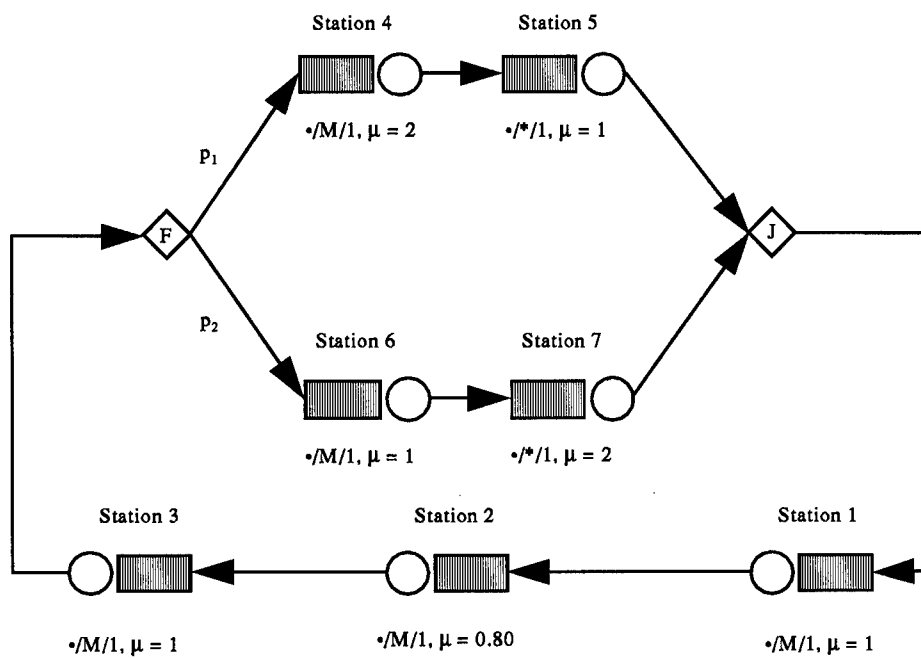 Station 4
Station 5
•/M/1, μ = 2
•/*/1, μ = 1
p1
F
J
p2
Station 6
Station 7
•/M/1, μ = 1
•/*/1, μ = 2
Station 3
Station 2
Station 1
•/M/1, μ = 1
•/M/1, μ = 0.80
•/M/1, μ = 1